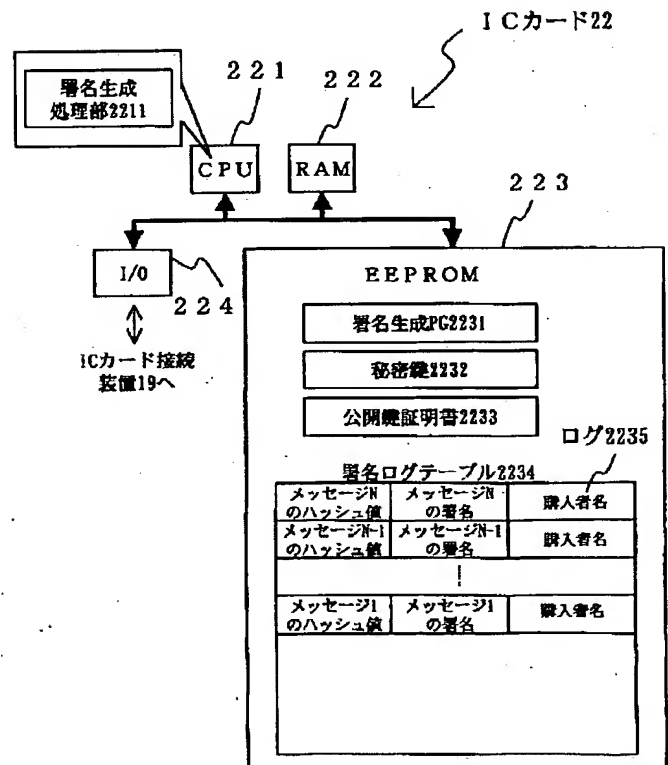 ICカード22
署名生成
処理部2211
221
222
CPU
RAM
223
I/O
224
EEPROM
ICカード接続
装置19へ
署名生成PG2231
秘密鍵2232
公開鍵証明書2233
ログ2235
署名ログテーブル2234
メッセージN
のハッシュ値
メッセージN
の署名
購入者名
メッセージN-1
のハッシュ値
メッセージN-1
の署名
購入者名
メッセージ1
のハッシュ値
メッセージ1
の署名
購入者名